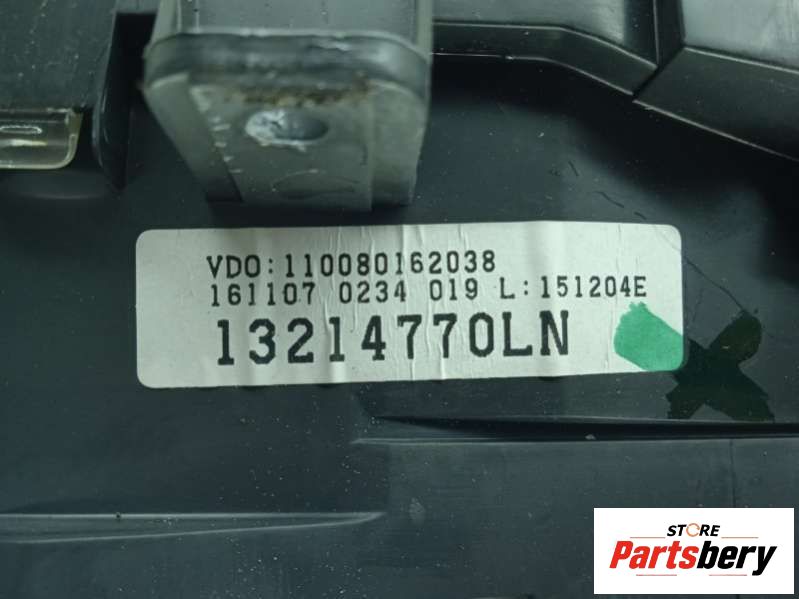 VDO:110080162038
161107 0234 019 L:151204E
13214770LN
STORE
Partsbery